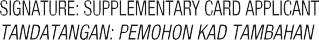 SIGNATURE: SUPPLEMENTARY CARD APPLICANT
TANDATANGAN: PEMOHON KAD TAMBAHAN